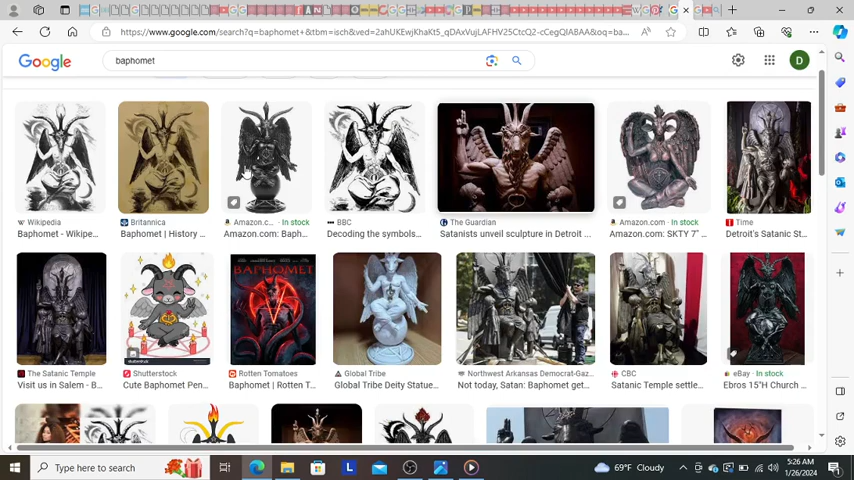 https://www.google.com/search?q=baphomet+&tbm=isch&ved=2ahUKEwjKhaKt5_qDAxVujLAFHV25CtcQ2-cCegQIABAA&oq=ba...
Google
baphomet
D
Wikipedia
Baphomet - Wikipe...
Britannica
Baphomet | History ...
Amazon.c... · In stock
Amazon.com: Baph...
BBC
Decoding the symbols...
The Guardian
Satanists unveil sculpture in Detroit ...
Amazon.com · In stock
Amazon.com: SKTY 7" ...
Time
Detroit's Satanic St...
BAPHOMET
The Satanic Temple
Visit us in Salem - B...
Shutterstock
Cute Baphomet Pen...
Rotten Tomatoes
Baphomet | Rotten T...
Global Tribe
Global Tribe Deity Statue...
Northwest Arkansas Democrat-Gaz...
Not today, Satan: Baphomet get...
CBC
Satanic Temple settle...
eBay · In stock
Ebros 15"H Church ...
Type here to search
69°F Cloudy
5:26 AM
1/26/2024